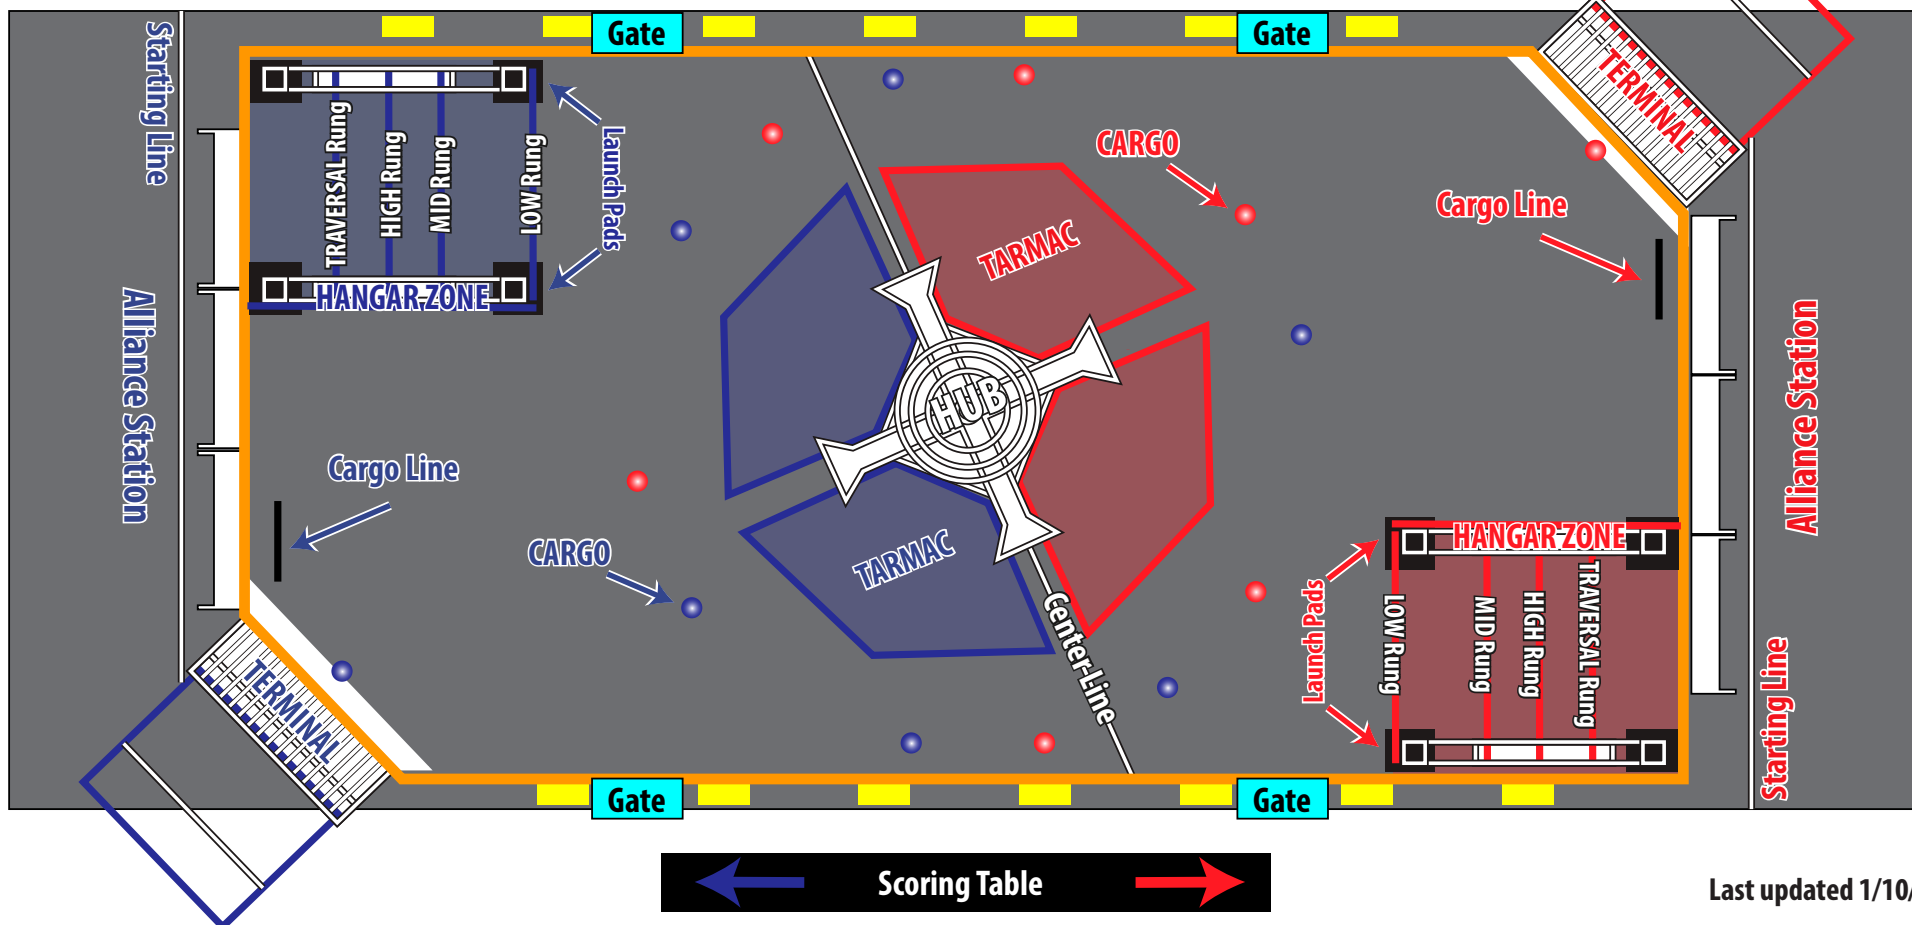 Gate
Gate
Starting Line
TERMINAL
TRAVERSAL Rung
HIGH Rung
MID Rung
LOW Rung
Launch Pads
CARGO
Cargo Line
TARMAC
HANGAR ZONE
Alliance Station
Alliance Station
HUB
Cargo Line
CARGO
TARMAC
HANGAR ZONE
Launch Pads
LOW Rung
MID Rung
HIGH Rung
TRAVERSAL Rung
Center-Line
TERMINAL
Starting Line
Gate
Gate
Scoring Table
Last updated 1/10/